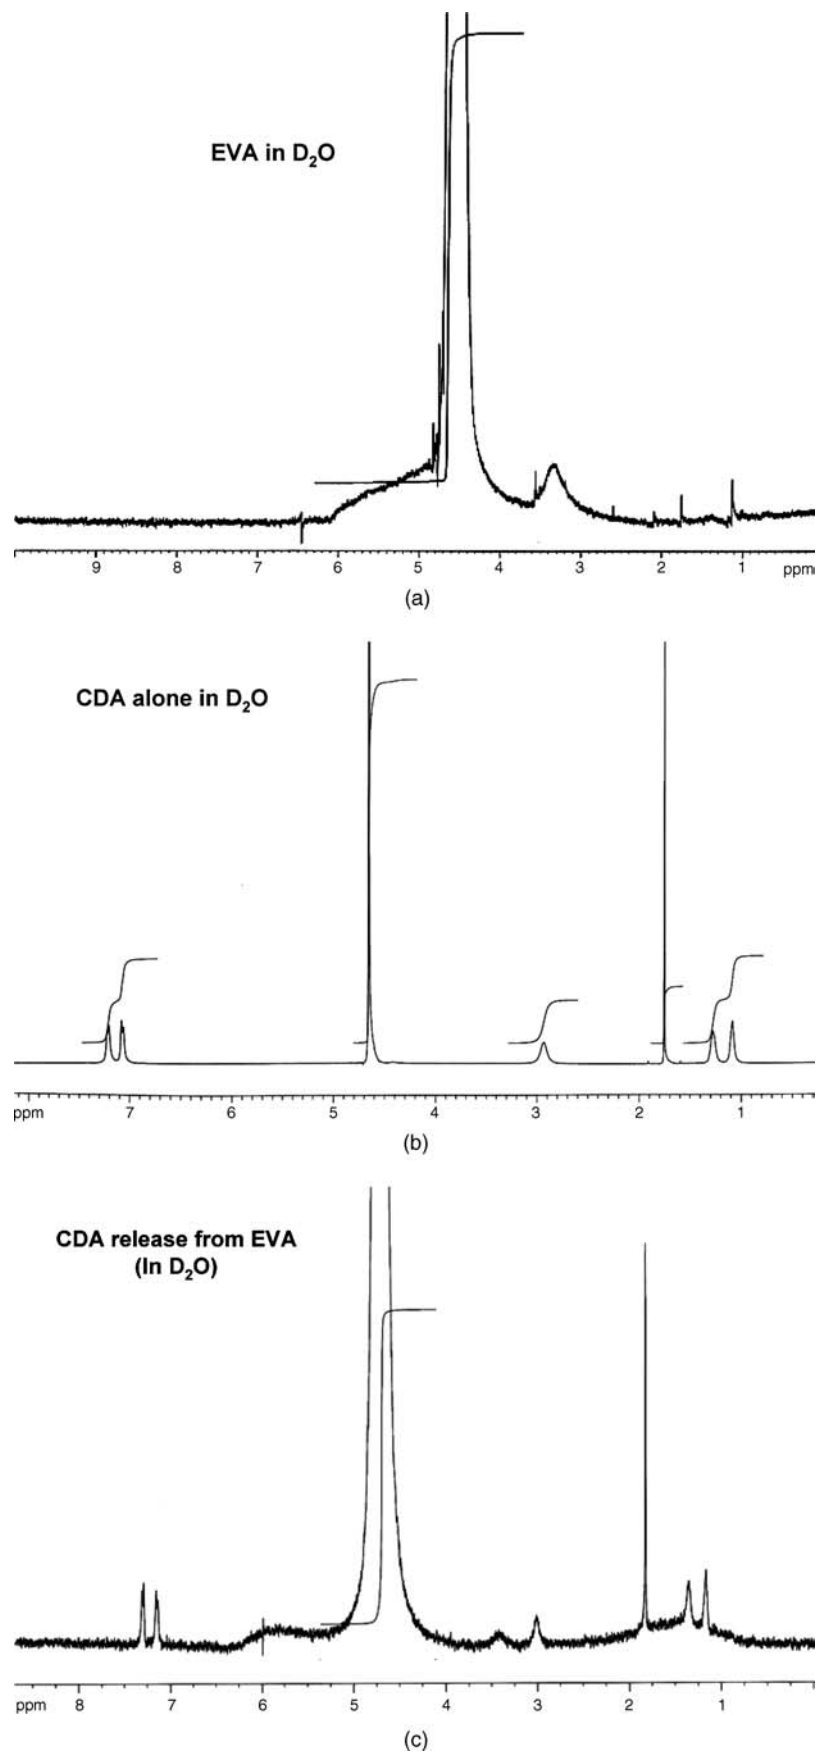 EVA in D₂O
9 8 7 6 5 4 3 2 1 ppm
(a)
CDA alone in D₂O
ppm 7 6 5 4 3 2 1
(b)
CDA release from EVA
(In D₂O)
ppm 8 7 6 5 4 3 2 1
(c)